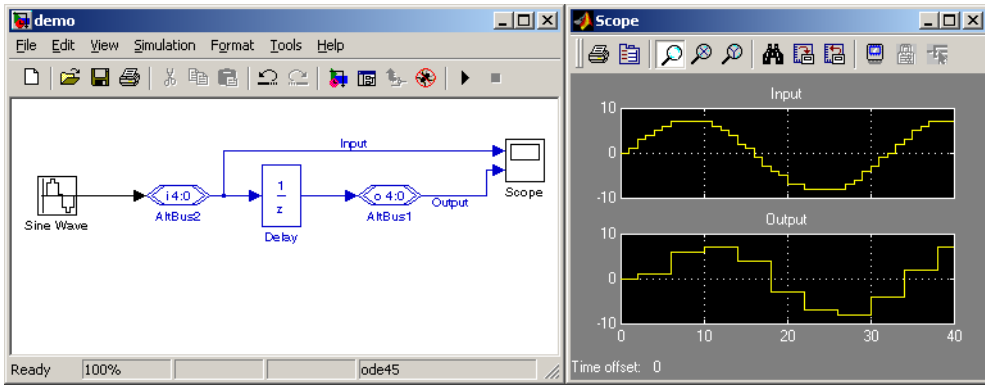 demo
File Edit View Simulation Format Tools Help
Input
1
z
i 4:0
o 4:0
Output
Scope
Sine Wave
AltBus2
AltBus1
Delay
Ready 100% ode45
Scope
Input
10
0
-10
Output
10
0
-10
0 10 20 30 40
Time offset: 0